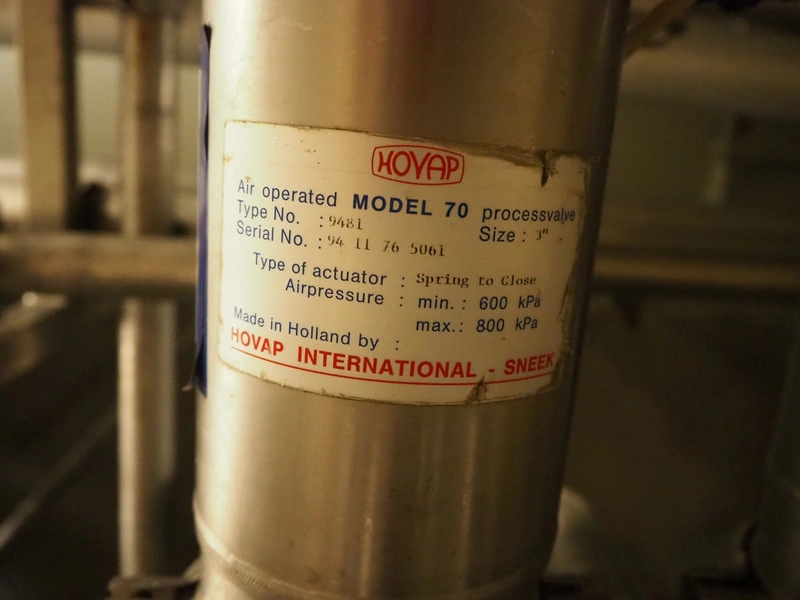 HOVAP
Air operated MODEL 70 processvalve
Type No. : 9481 Size : 3"
Serial No. : 94 11 76 5061
Type of actuator : Spring to Close
Airpressure : min. : 600 kPa
max. : 800 kPa
Made in Holland by :
HOVAP INTERNATIONAL - SNEEK